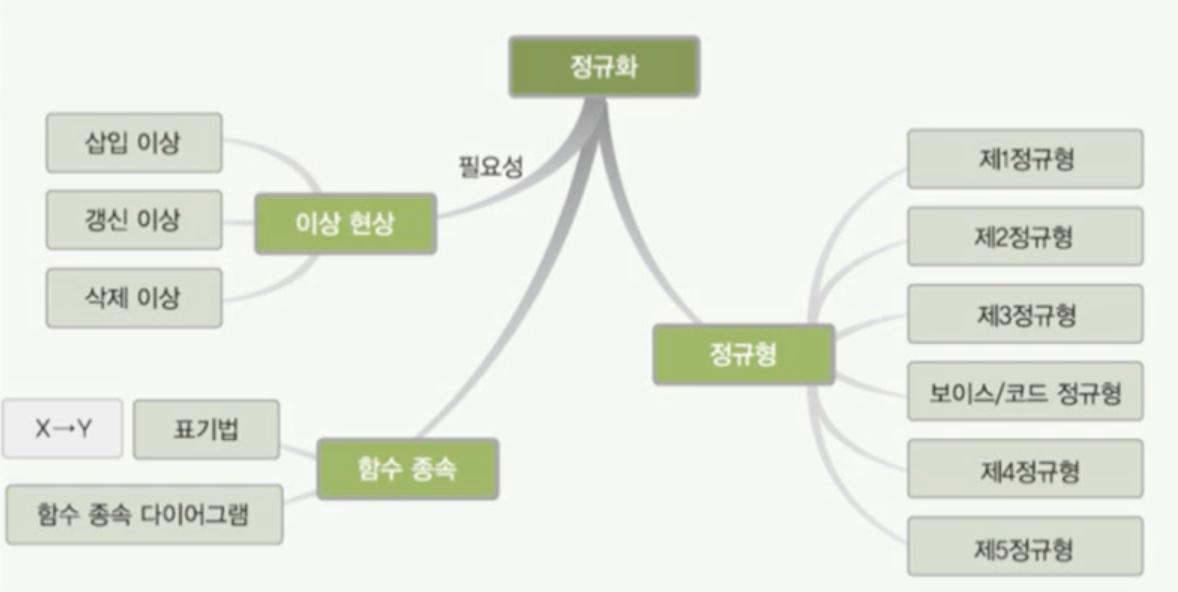 정규화
필요성
이상 현상
삽입 이상
갱신 이상
삭제 이상
함수 종속
표기법
X→Y
함수 종속 다이어그램
정규형
제1정규형
제2정규형
제3정규형
보이스/코드 정규형
제4정규형
제5정규형